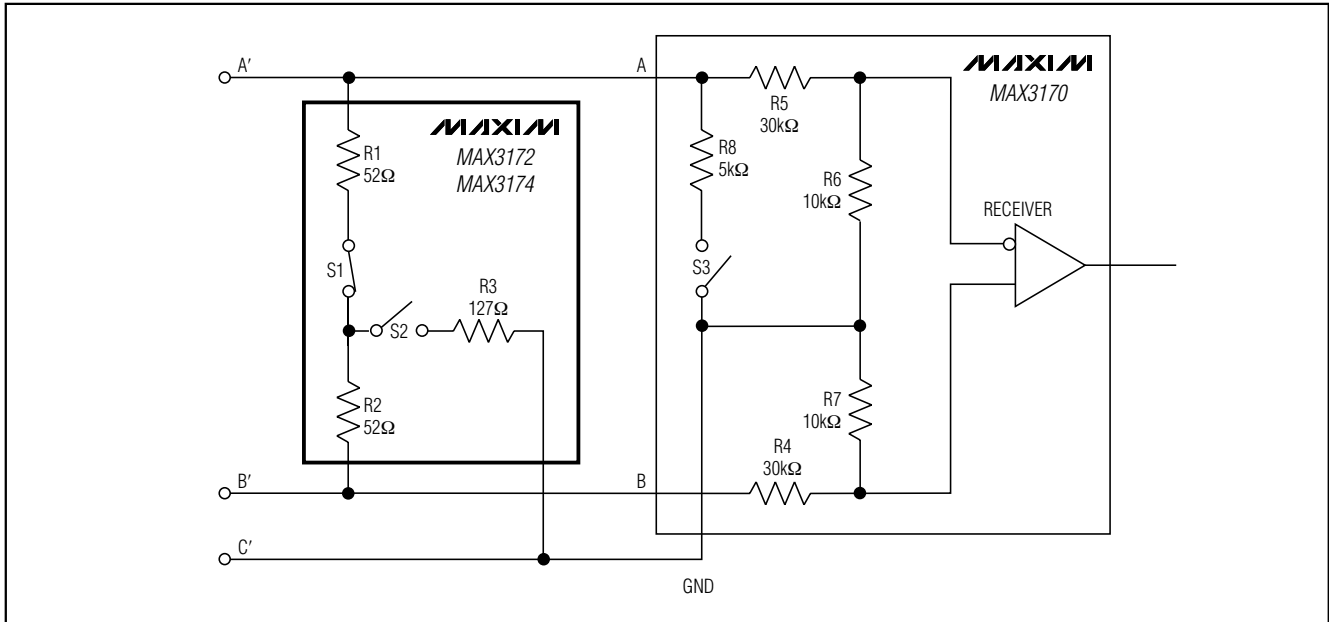 A′
A
MAXIM
MAX3170
R5
30kΩ
MAXIM
MAX3172
MAX3174
R1
52Ω
R8
5kΩ
R6
10kΩ
RECEIVER
S1
S3
R3
127Ω
S2
R2
52Ω
R7
10kΩ
R4
30kΩ
B′
B
C′
GND